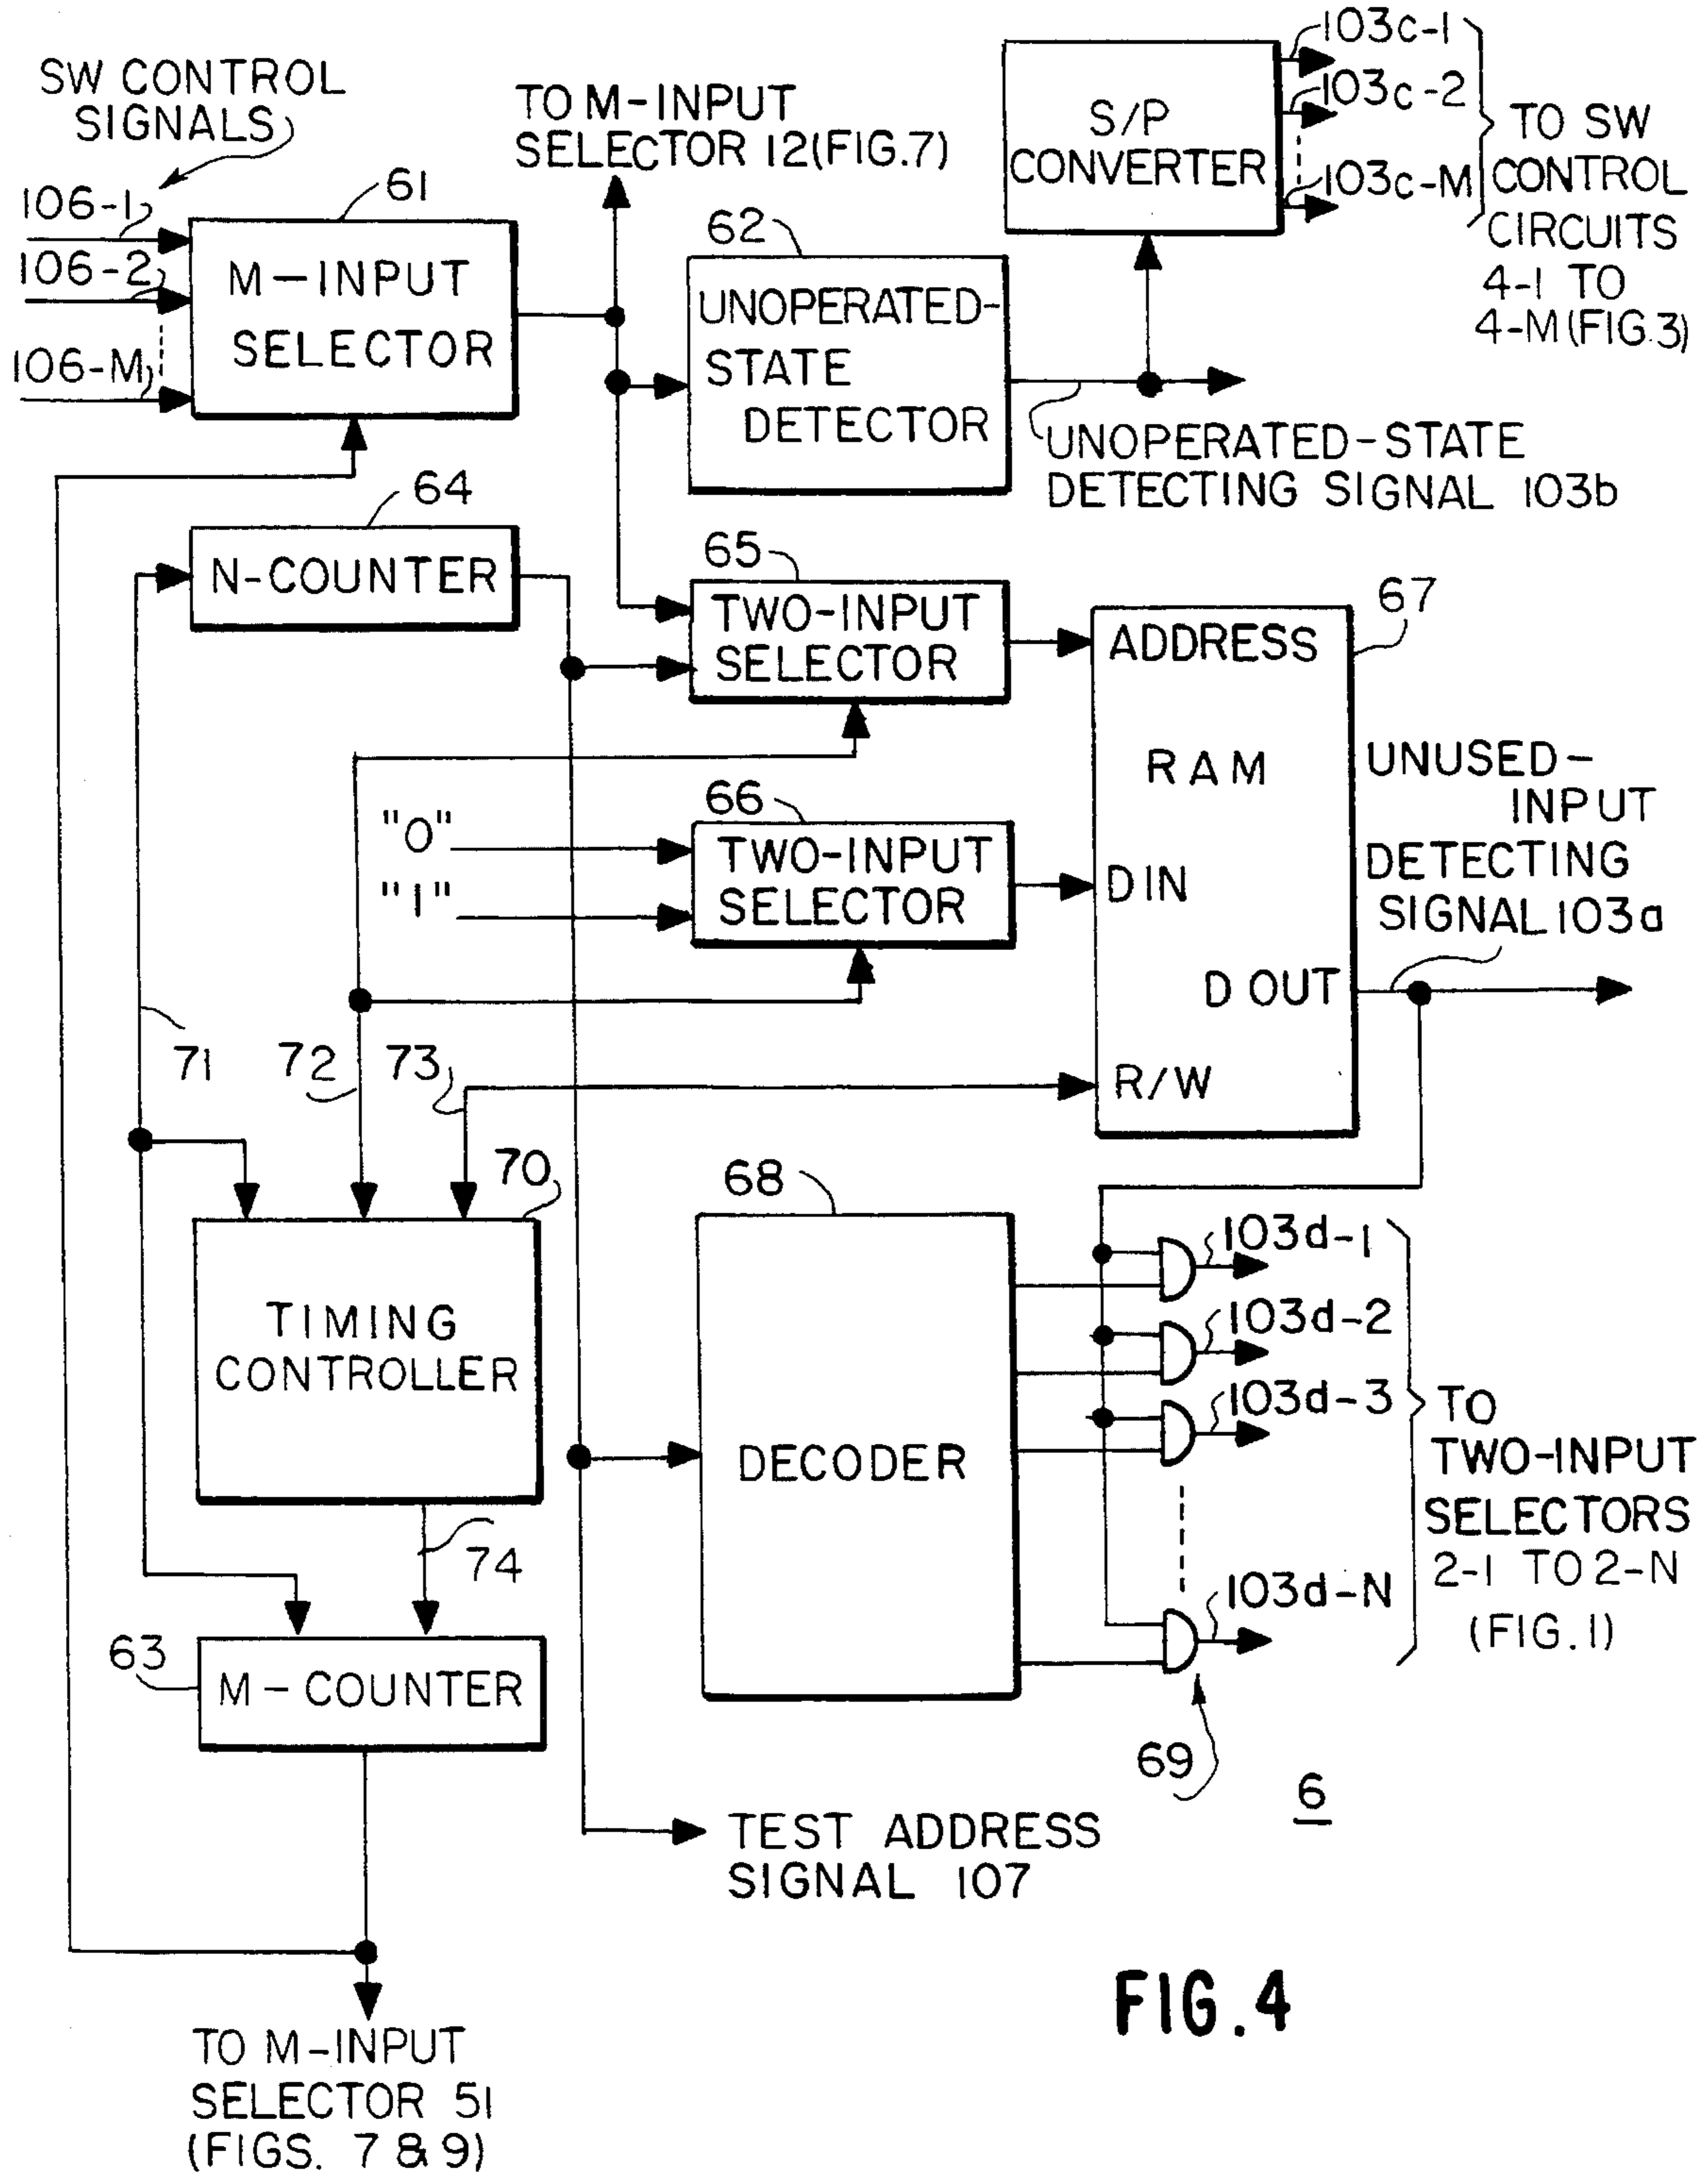 SW CONTROL
SIGNALS
106-1
106-2
106-M
61
M-INPUT
SELECTOR
TO M-INPUT
SELECTOR 12(FIG.7)
S/P
CONVERTER
103c-1
103c-2
103c-M
TO SW
CONTROL
CIRCUITS
4-1 TO
4-M(FIG.3)
62
UNOPERATED-
STATE
DETECTOR
UNOPERATED-STATE
DETECTING SIGNAL 103b
64
N-COUNTER
65
TWO-INPUT
SELECTOR
67
ADDRESS
RAM
D IN
D OUT
R/W
UNUSED-
INPUT
DETECTING
SIGNAL 103a
66
"0"
"1"
TWO-INPUT
SELECTOR
71
72
73
70
TIMING
CONTROLLER
74
63
M-COUNTER
68
DECODER
103d-1
103d-2
103d-3
103d-N
TO
TWO-INPUT
SELECTORS
2-1 TO 2-N
(FIG.1)
69
6
TEST ADDRESS
SIGNAL 107
TO M-INPUT
SELECTOR 51
(FIGS. 7 & 9)
FIG.4